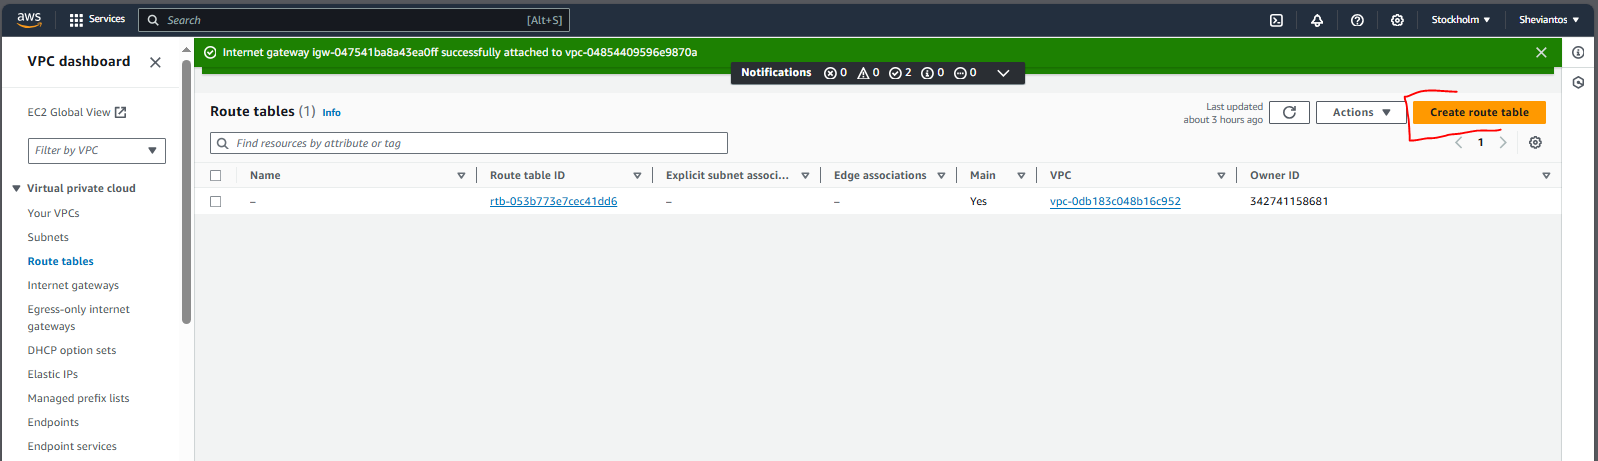 aws Services Search [Alt+S] Stockholm Sheviantos
VPC dashboard
EC2 Global View
Filter by VPC
Virtual private cloud
Your VPCs
Subnets
Route tables
Internet gateways
Egress-only internet
gateways
DHCP option sets
Elastic IPs
Managed prefix lists
Endpoints
Endpoint services
Internet gateway igw-047541ba8a43ea0ff successfully attached to vpc-04854409596e9870a
Notifications 0 0 2 0 0
Route tables (1) Info
Last updated
about 3 hours ago
Actions
Create route table
Find resources by attribute or tag
1
Name Route table ID Explicit subnet associ... Edge associations Main VPC Owner ID
– rtb-053b773e7cec41dd6 – – Yes vpc-0db183c048b16c952 342741158681